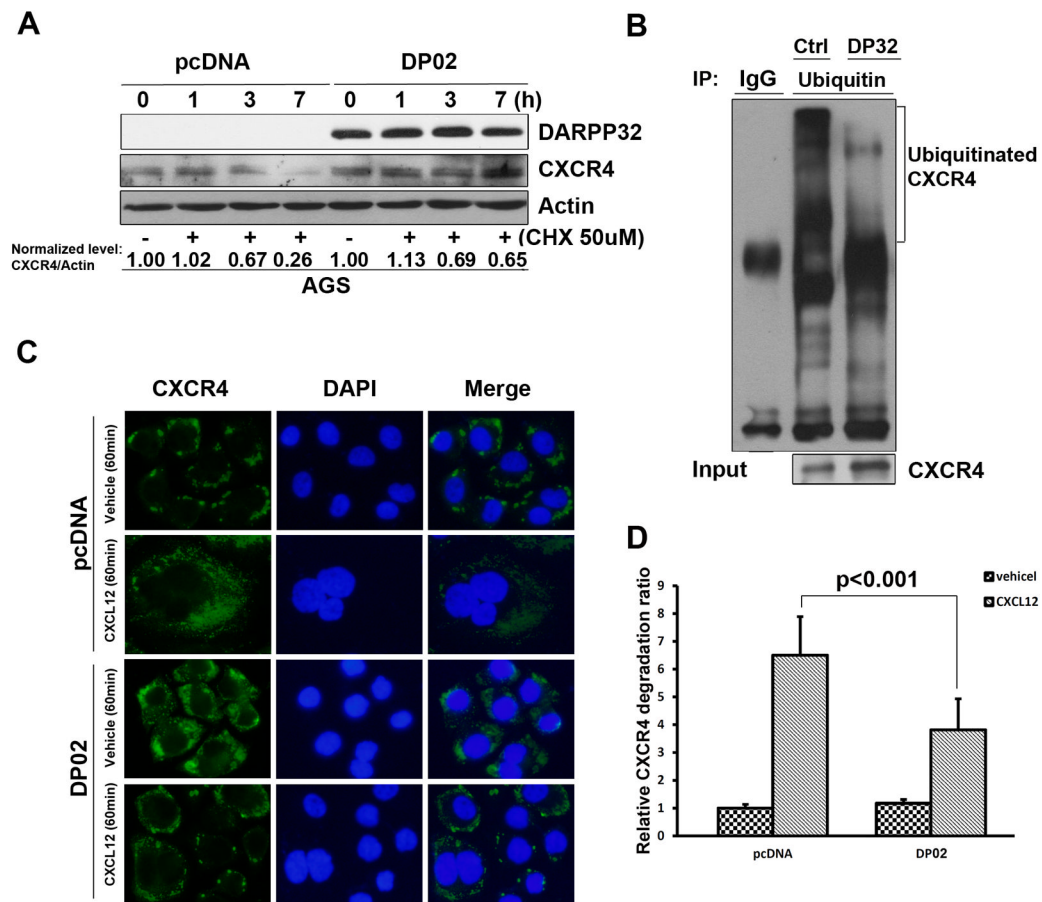 A
pcDNA DP02
0 1 3 7 0 1 3 7 (h)
DARPP32
CXCR4
Actin
- + + + - + + + (CHX 50uM)
Normalized level:
CXCR4/Actin 1.00 1.02 0.67 0.26 1.00 1.13 0.69 0.65
AGS
B
Ctrl DP32
IP: IgG Ubiquitin
Ubiquitinated
CXCR4
Input CXCR4
C
CXCR4 DAPI Merge
pcDNA
Vehicle (60min)
CXCL12 (60min)
DP02
Vehicle (60min)
CXCL12 (60min)
D
Relative CXCR4 degradation ratio
9
8
7
6
5
4
3
2
1
0
p<0.001
vehicel
CXCL12
pcDNA DP02